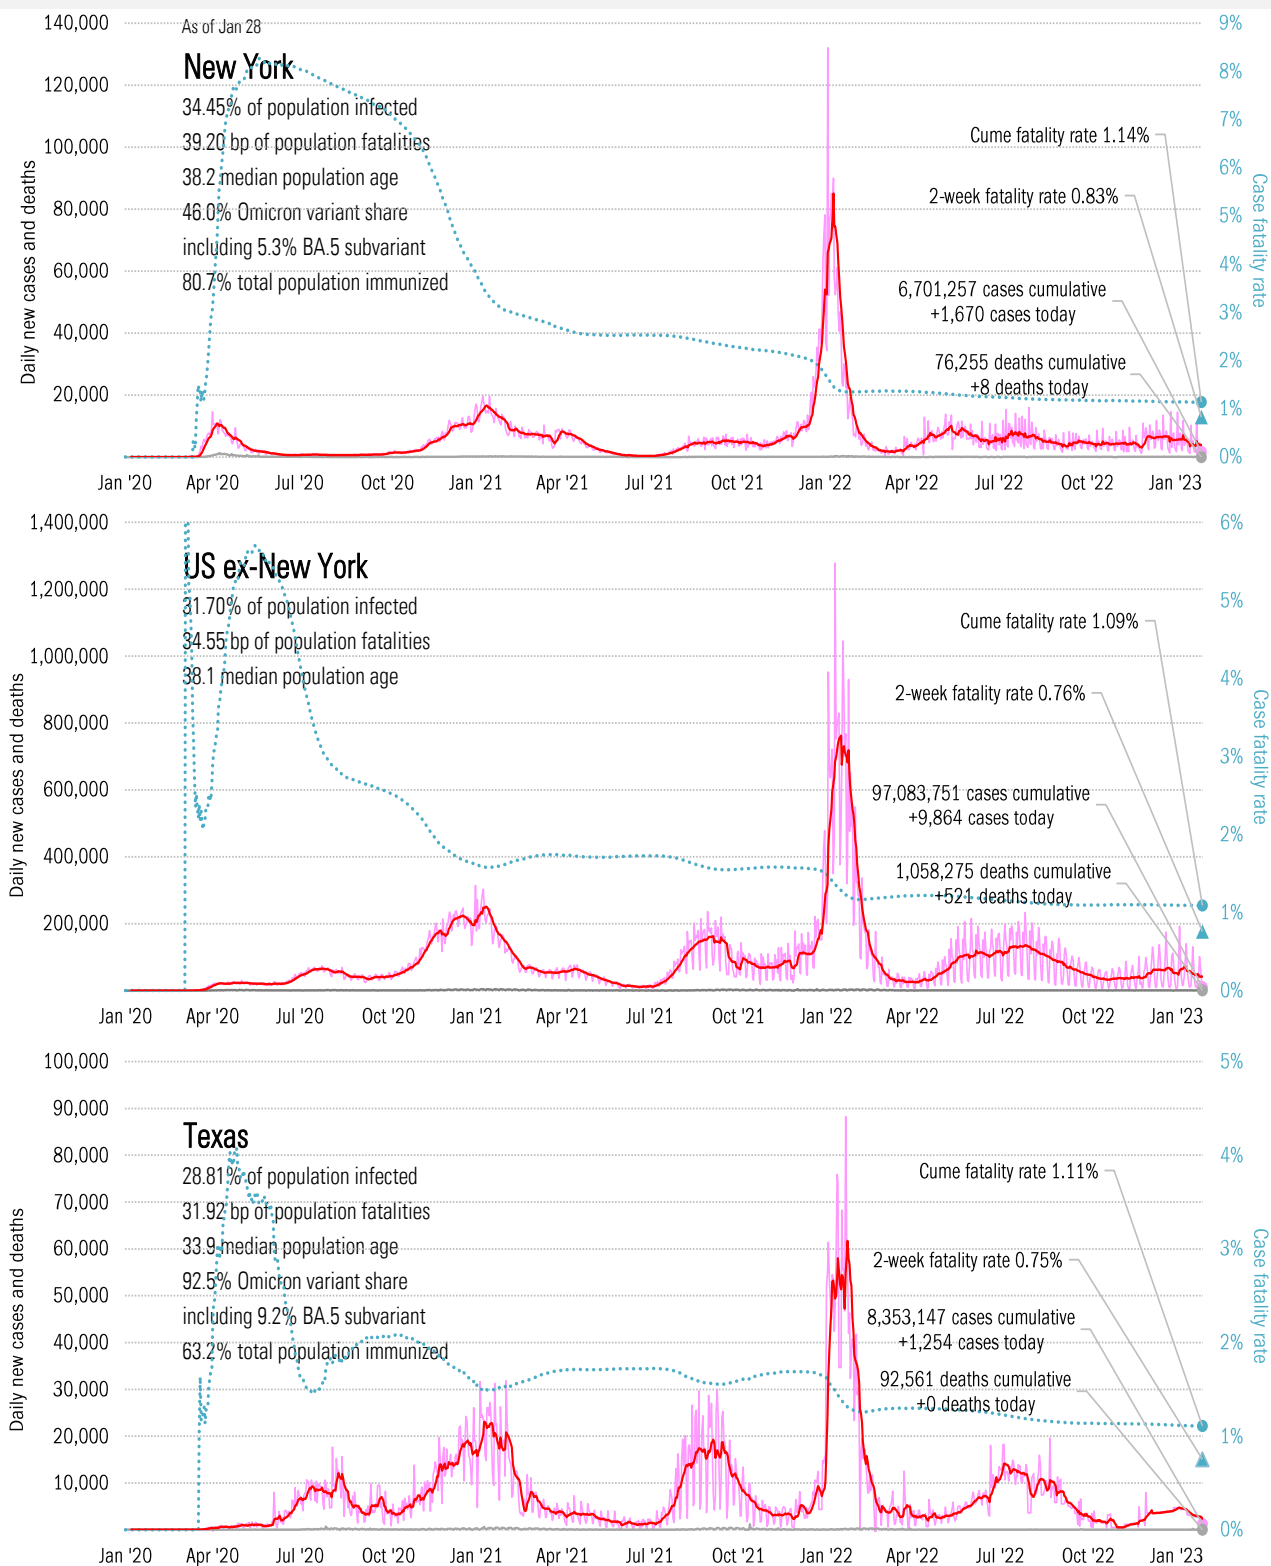 As of Jan 28
New York
34.45% of population infected
39.20 bp of population fatalities
38.2 median population age
46.0% Omicron variant share
including 5.3% BA.5 subvariant
80.7% total population immunized
Daily new cases and deaths
140,000
120,000
100,000
80,000
60,000
40,000
20,000
9%
8%
7%
6%
5%
4%
3%
2%
1%
0%
Case fatality rate
Cume fatality rate 1.14%
2-week fatality rate 0.83%
6,701,257 cases cumulative
+1,670 cases today
76,255 deaths cumulative
+8 deaths today
Jan '20 Apr '20 Jul '20 Oct '20 Jan '21 Apr '21 Jul '21 Oct '21 Jan '22 Apr '22 Jul '22 Oct '22 Jan '23
US ex-New York
31.70% of population infected
34.55 bp of population fatalities
38.1 median population age
Daily new cases and deaths
1,400,000
1,200,000
1,000,000
800,000
600,000
400,000
200,000
6%
5%
4%
3%
2%
1%
0%
Case fatality rate
Cume fatality rate 1.09%
2-week fatality rate 0.76%
97,083,751 cases cumulative
+9,864 cases today
1,058,275 deaths cumulative
+521 deaths today
Jan '20 Apr '20 Jul '20 Oct '20 Jan '21 Apr '21 Jul '21 Oct '21 Jan '22 Apr '22 Jul '22 Oct '22 Jan '23
Texas
28.81% of population infected
31.92 bp of population fatalities
33.9 median population age
92.5% Omicron variant share
including 9.2% BA.5 subvariant
63.2% total population immunized
Daily new cases and deaths
100,000
90,000
80,000
70,000
60,000
50,000
40,000
30,000
20,000
10,000
5%
4%
3%
2%
1%
0%
Case fatality rate
Cume fatality rate 1.11%
2-week fatality rate 0.75%
8,353,147 cases cumulative
+1,254 cases today
92,561 deaths cumulative
+0 deaths today
Jan '20 Apr '20 Jul '20 Oct '20 Jan '21 Apr '21 Jul '21 Oct '21 Jan '22 Apr '22 Jul '22 Oct '22 Jan '23